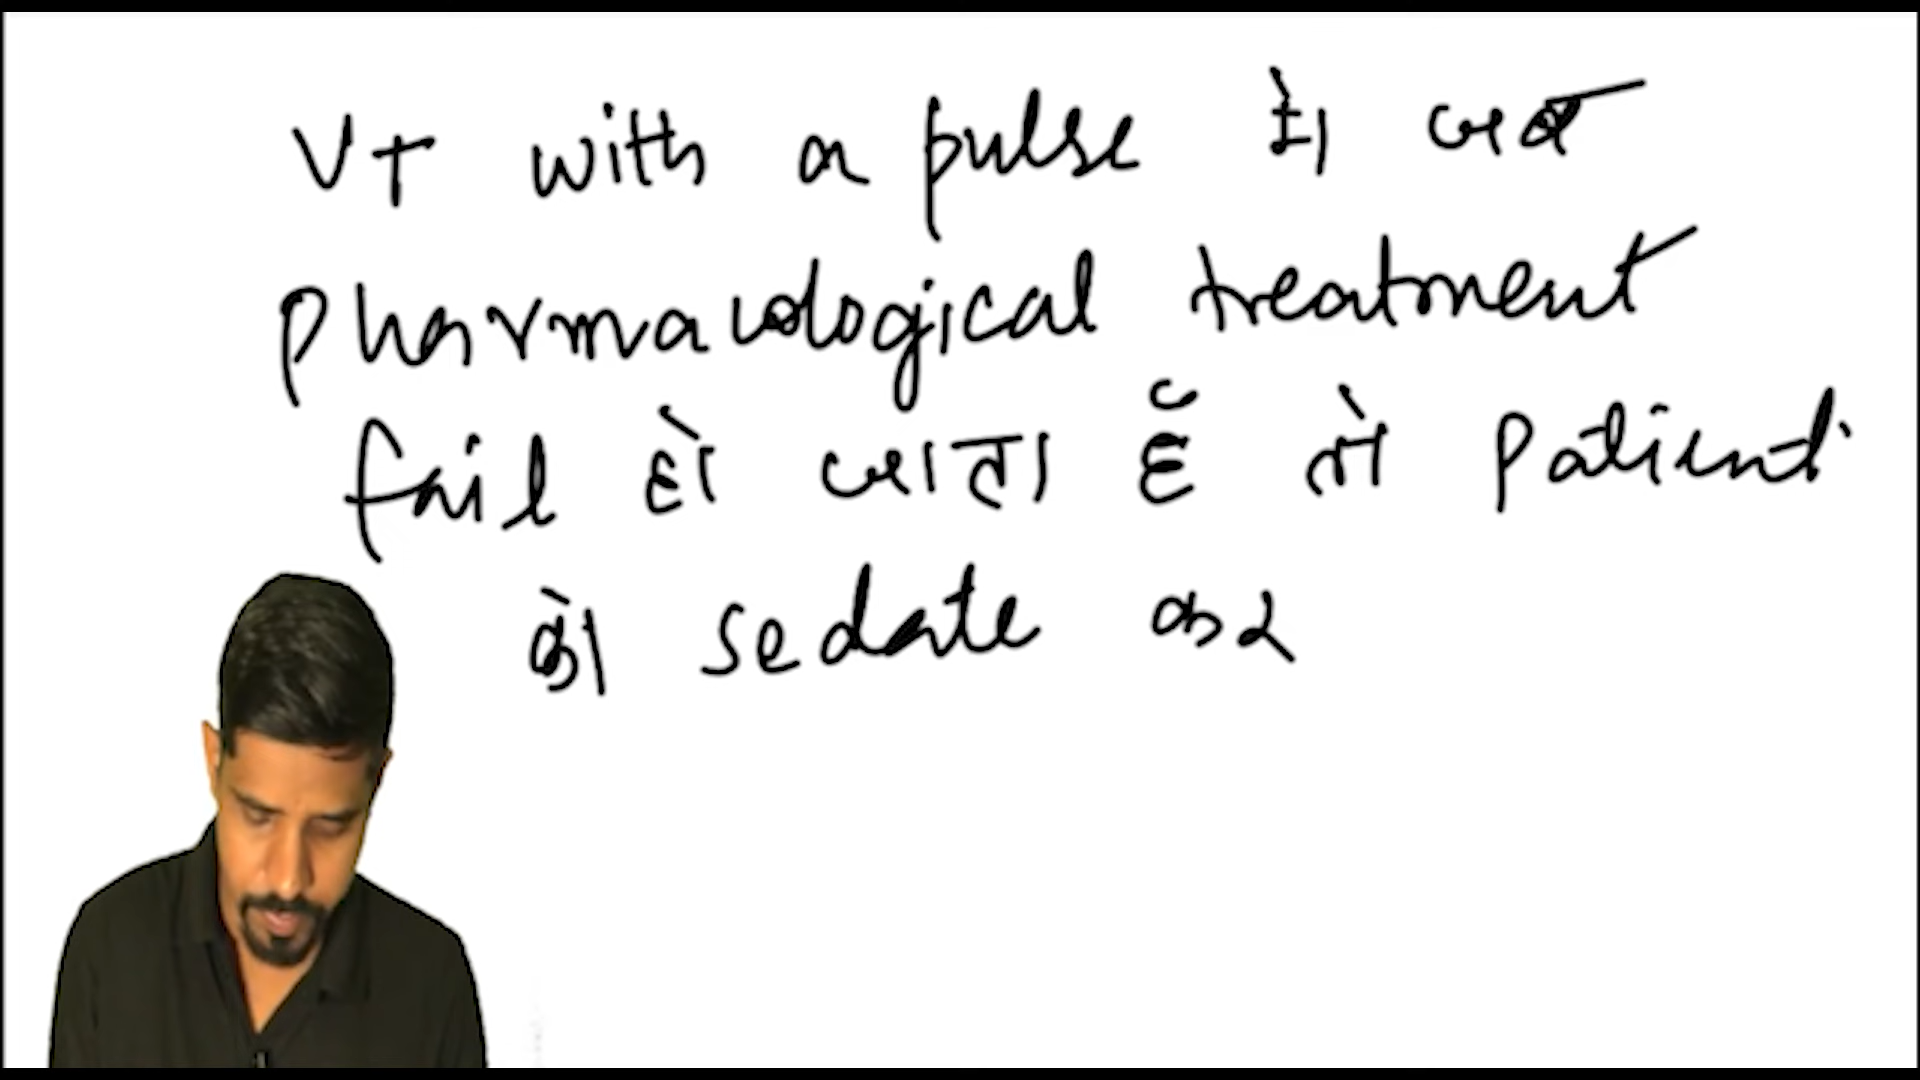 VT with a pulse में जब
pharmacological treatment
fail हो जाता है तो patient
को sedate कर